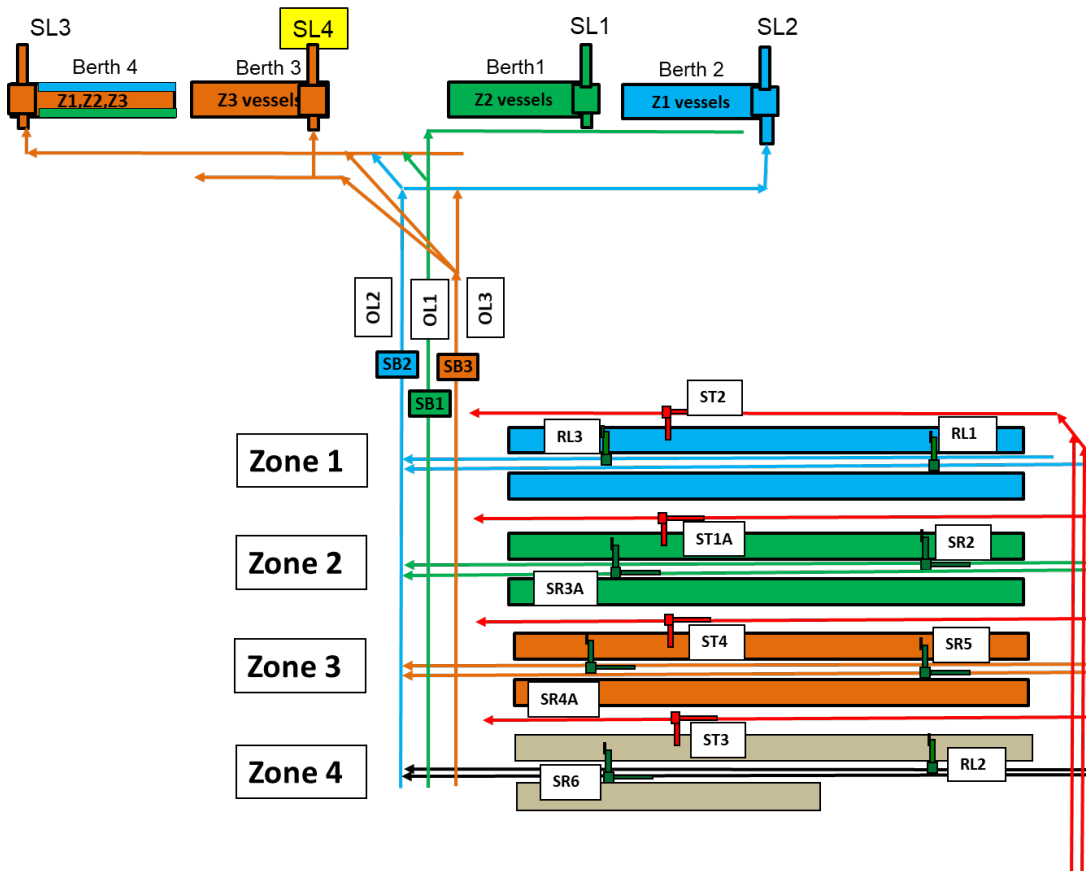 SL3
SL4
SL1
SL2
Berth 4
Berth 3
Berth1
Berth 2
Z1,Z2,Z3
Z3 vessels
Z2 vessels
Z1 vessels
OL2
OL1
OL3
SB2
SB3
SB1
ST2
RL3
RL1
Zone 1
ST1A
SR2
Zone 2
SR3A
ST4
SR5
Zone 3
SR4A
ST3
RL2
Zone 4
SR6